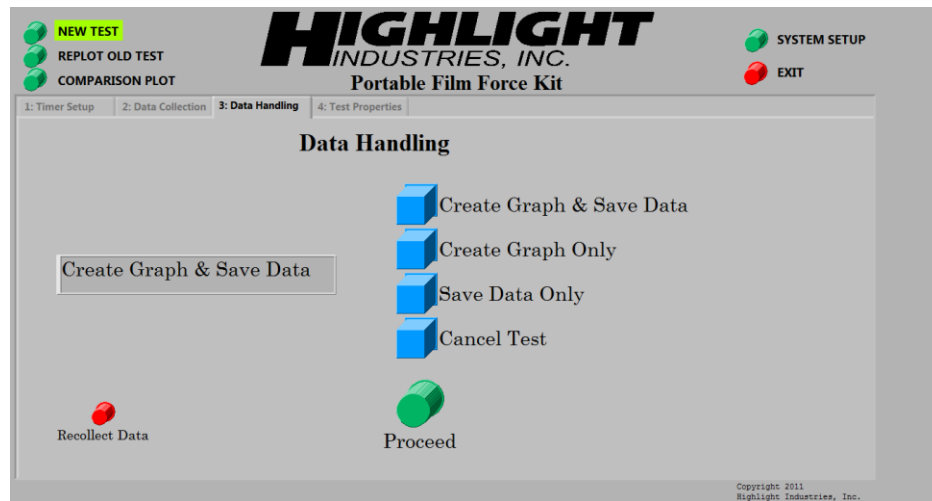 NEW TEST
REPLOT OLD TEST
COMPARISON PLOT
HIGHLIGHT
INDUSTRIES, INC.
Portable Film Force Kit
SYSTEM SETUP
EXIT
1: Timer Setup 2: Data Collection 3: Data Handling 4: Test Properties
Data Handling
Create Graph & Save Data
Create Graph Only
Save Data Only
Cancel Test
Create Graph & Save Data
Recollect Data
Proceed
Copyright 2011
Highlight Industries, Inc.